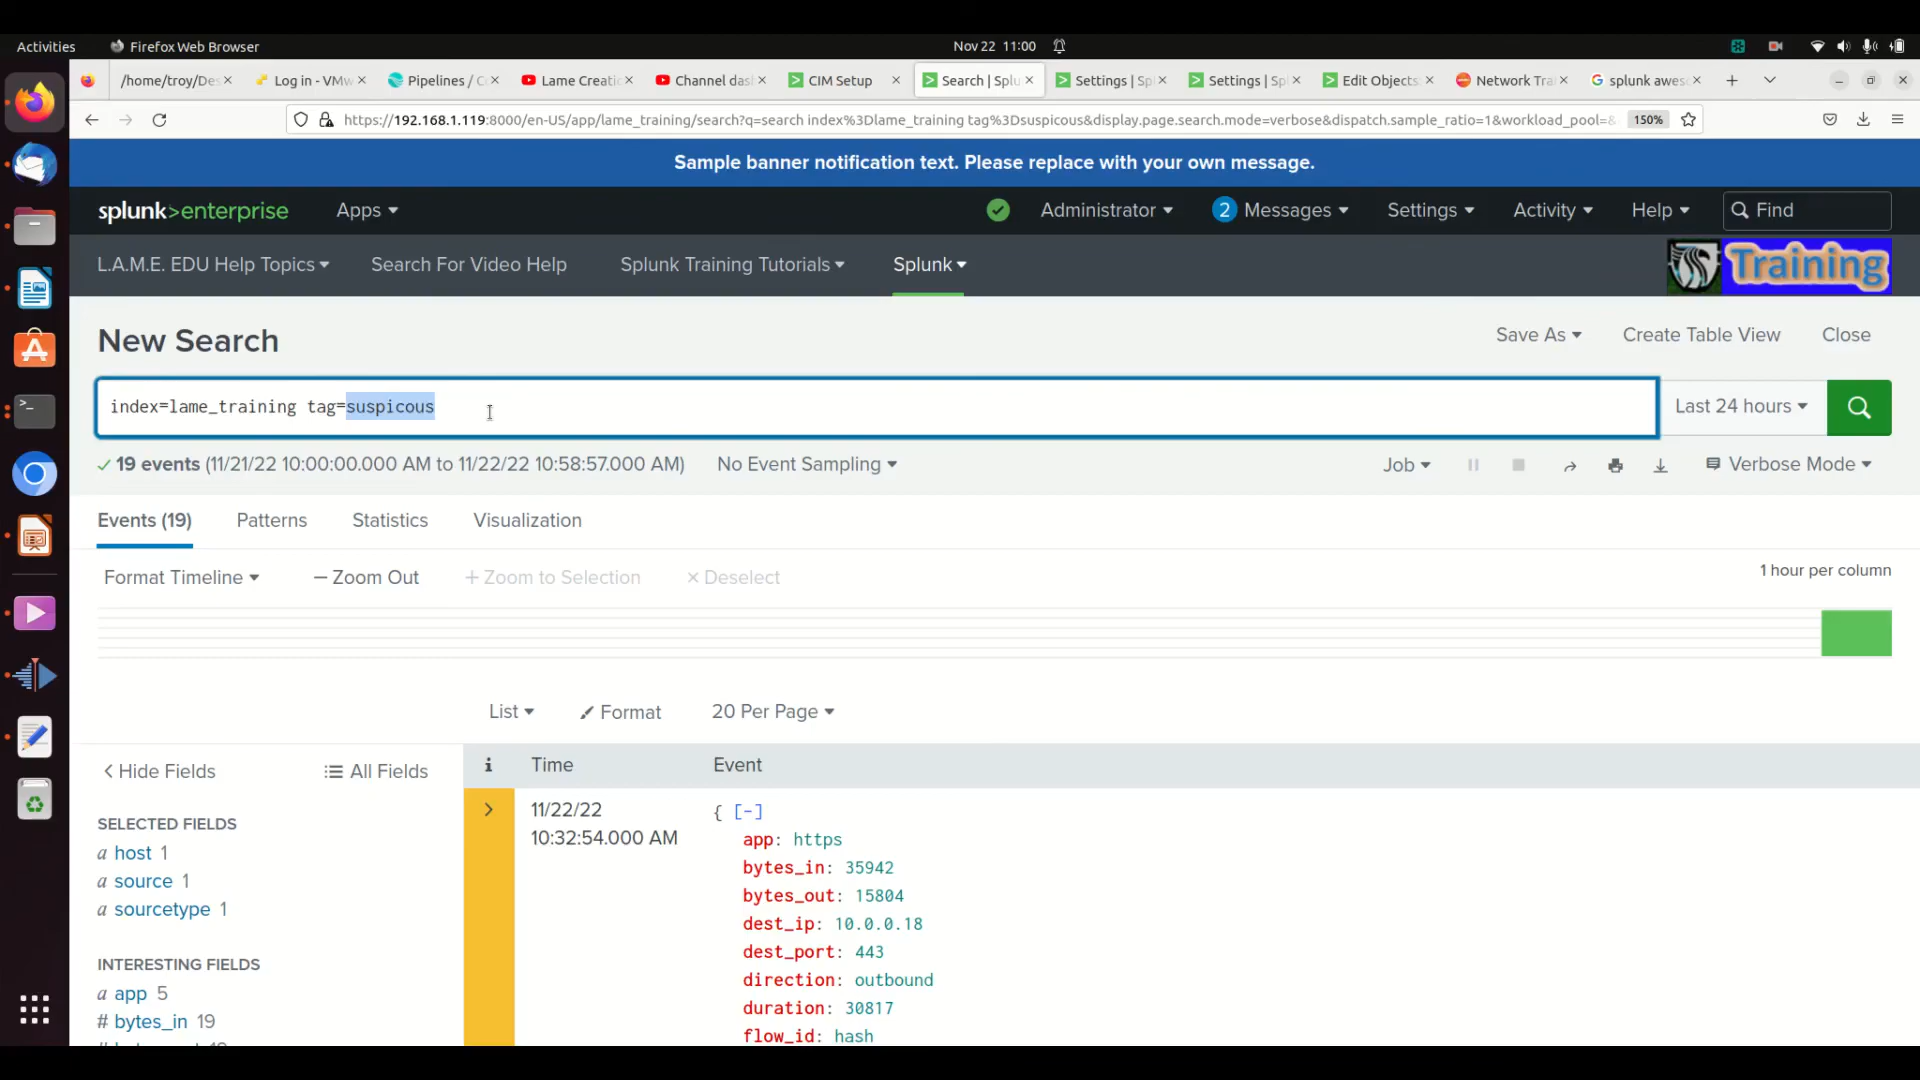 Activities Firefox Web Browser Nov 22 11:00
/home/troy/Des Log in - VMw Pipelines / Co Lame Creatio Channel das CIM Setup Search | Splu Settings | Spl Settings | Spl Edit Objects Network Trai splunk aweso
https://192.168.1.119:8000/en-US/app/lame_training/search?q=search index%3Dlame_training tag%3Dsuspicous&display.page.search.mode=verbose&dispatch.sample_ratio=1&workload_pool=& 150%
Sample banner notification text. Please replace with your own message.
splunk>enterprise Apps Administrator 2 Messages Settings Activity Help Find
L.A.M.E. EDU Help Topics Search For Video Help Splunk Training Tutorials Splunk Training
New Search Save As Create Table View Close
index=lame_training tag=suspicous Last 24 hours
19 events (11/21/22 10:00:00.000 AM to 11/22/22 10:58:57.000 AM) No Event Sampling Job Verbose Mode
Events (19) Patterns Statistics Visualization
Format Timeline — Zoom Out + Zoom to Selection × Deselect 1 hour per column
List Format 20 Per Page
< Hide Fields All Fields i Time Event
SELECTED FIELDS
a host 1
a source 1
a sourcetype 1
INTERESTING FIELDS
a app 5
# bytes_in 19
> 11/22/22
10:32:54.000 AM
{ [-]
app: https
bytes_in: 35942
bytes_out: 15804
dest_ip: 10.0.0.18
dest_port: 443
direction: outbound
duration: 30817
flow_id: hash